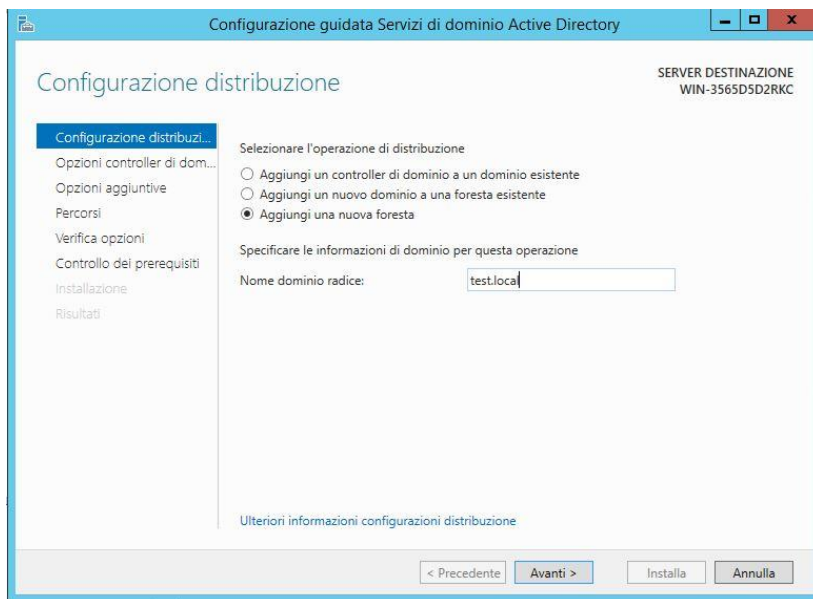 Configurazione guidata Servizi di dominio Active Directory
Configurazione distribuzione
SERVER DESTINAZIONE
WIN-3565D5D2RKC
Configurazione distribuzi...
Opzioni controller di dom...
Opzioni aggiuntive
Percorsi
Verifica opzioni
Controllo dei prerequisiti
Installazione
Risultati
Selezionare l'operazione di distribuzione
Aggiungi un controller di dominio a un dominio esistente
Aggiungi un nuovo dominio a una foresta esistente
Aggiungi una nuova foresta
Specificare le informazioni di dominio per questa operazione
Nome dominio radice: test.local
Ulteriori informazioni configurazioni distribuzione
< Precedente Avanti > Installa Annulla